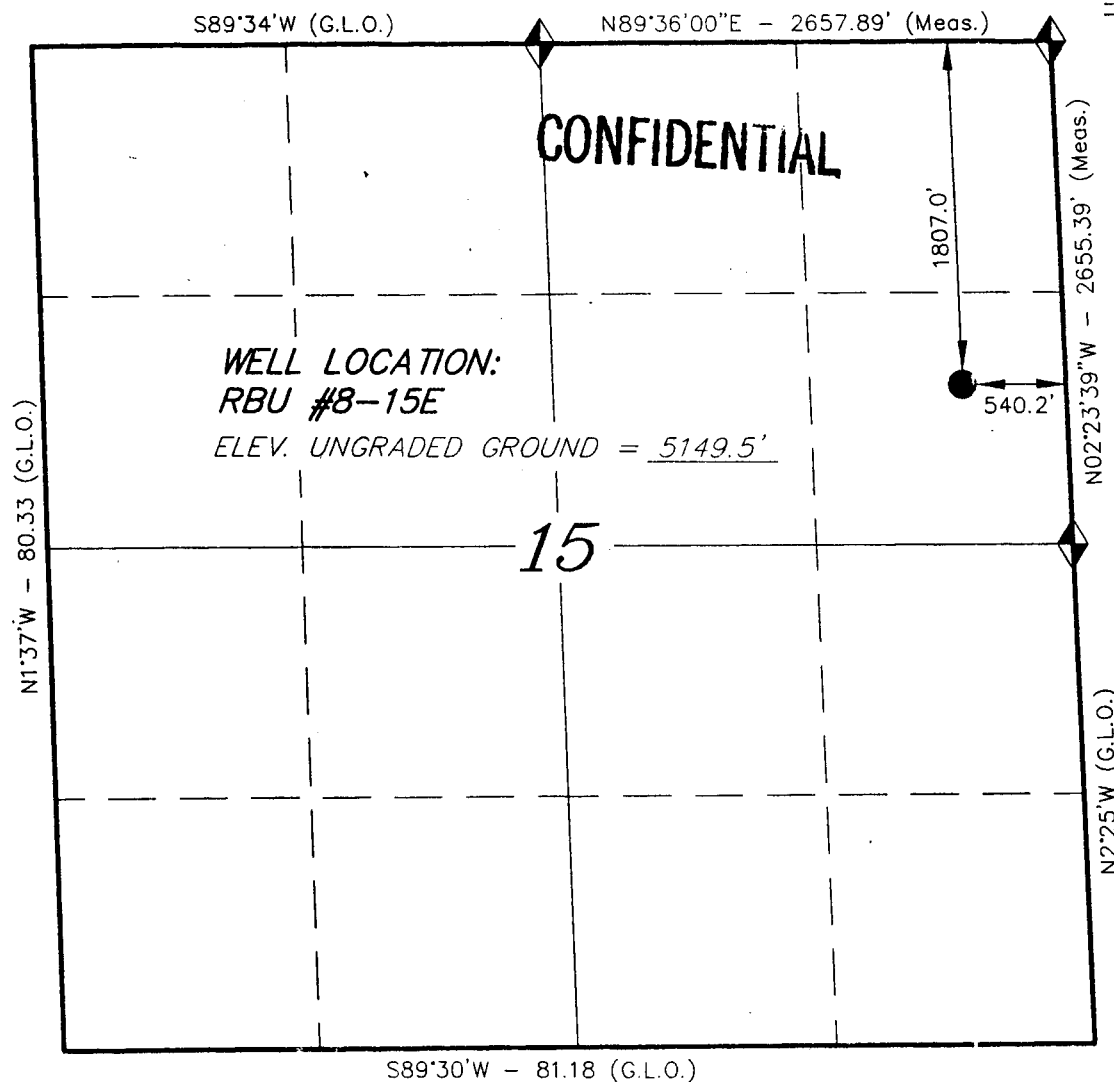 S89°34'W (G.L.O.)
N89°36'00"E - 2657.89' (Meas.)
CONFIDENTIAL
1807.0'
N02°23'39"W - 2655.39' (Meas.)
WELL LOCATION:
RBU #8-15E
ELEV. UNGRADED GROUND = 5149.5'
540.2'
N1°37'W - 80.33 (G.L.O.)
15
N2°25'W (G.L.O.)
S89°30'W - 81.18 (G.L.O.)